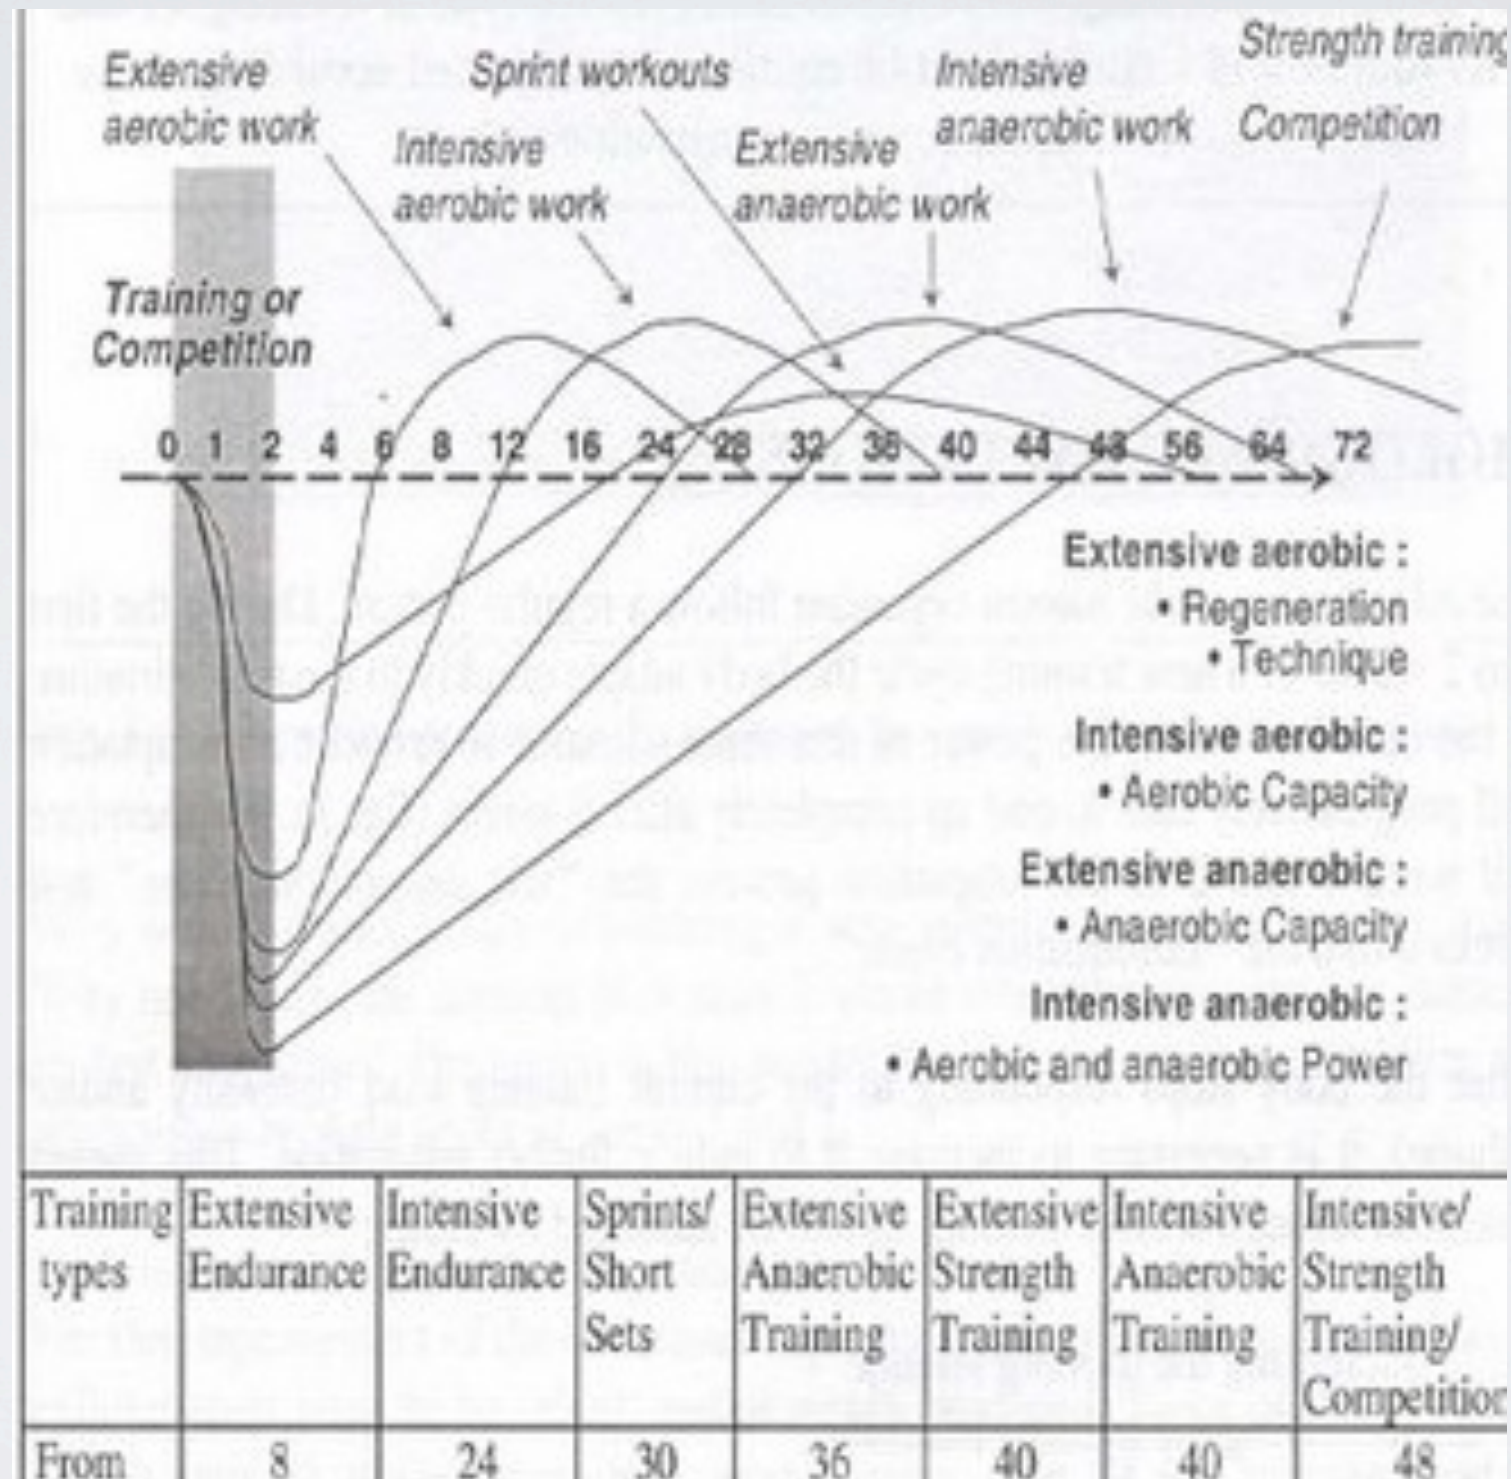 Strength training
Extensive
aerobic work
Sprint workouts
Intensive
anaerobic work
Competition
Intensive
aerobic work
Extensive
anaerobic work
Training or
Competition
0 1 2 4 6 8 12 16 24 28 32 36 40 44 48 56 64 72
Extensive aerobic :
• Regeneration
• Technique
Intensive aerobic :
• Aerobic Capacity
Extensive anaerobic :
• Anaerobic Capacity
Intensive anaerobic :
• Aerobic and anaerobic Power
Training types
Extensive Endurance
Intensive Endurance
Sprints/ Short Sets
Extensive Anaerobic Training
Extensive Strength Training
Intensive Anaerobic Training
Intensive/ Strength Training/ Competition
From 8 24 30 36 40 40 48